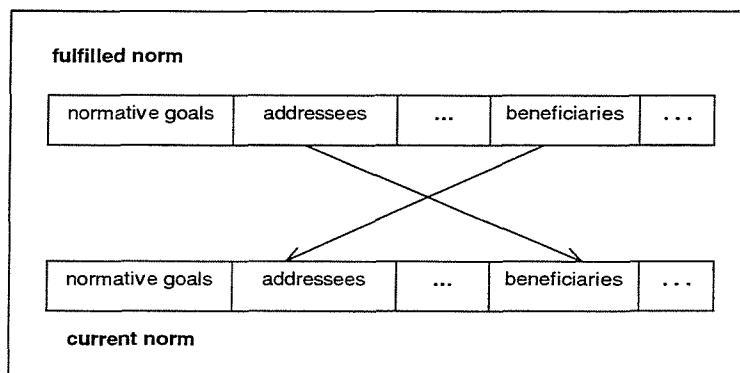 fulfilled norm
normative goals addressees ... beneficiaries ...
normative goals addressees ... beneficiaries ...
current norm